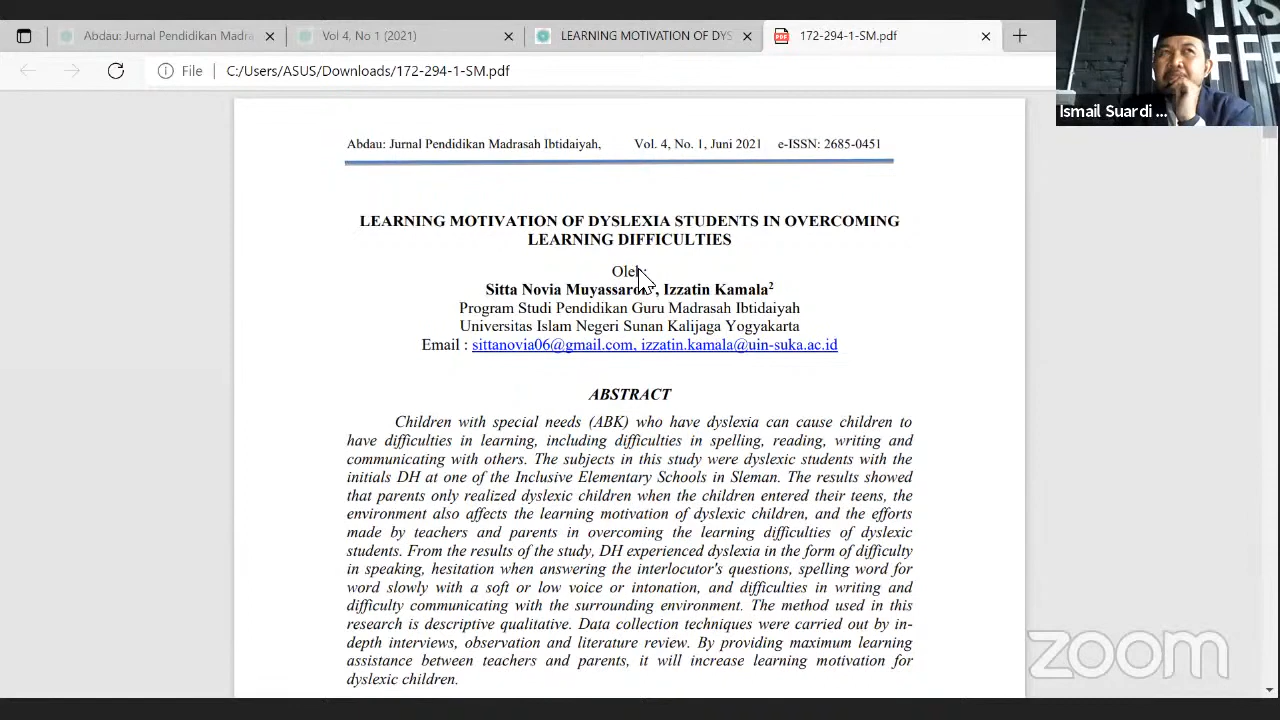 Abdau: Jurnal Pendidikan Madra
Vol 4, No 1 (2021)
LEARNING MOTIVATION OF DYS
172-294-1-SM.pdf
File
C:/Users/ASUS/Downloads/172-294-1-SM.pdf
Ismail Suardi ...
Abdau: Jurnal Pendidikan Madrasah Ibtidaiyah, Vol. 4, No. 1, Juni 2021 e-ISSN: 2685-0451
LEARNING MOTIVATION OF DYSLEXIA STUDENTS IN OVERCOMING
LEARNING DIFFICULTIES
Oleh:
Sitta Novia , Izzatin Kamala²
Program Studi Pendidikan Guru Madrasah Ibtidaiyah
Universitas Islam Negeri Sunan Kalijaga Yogyakarta
Email : sittanovia06@gmail.com, izzatin.kamala@uin-suka.ac.id
ABSTRACT
Children with special needs (ABK) who have dyslexia can cause children to
have difficulties in learning, including difficulties in spelling, reading, writing and
communicating with others. The subjects in this study were dyslexic students with the
initials DH at one of the Inclusive Elementary Schools in Sleman. The results showed
that parents only realized dyslexic children when the children entered their teens, the
environment also affects the learning motivation of dyslexic children, and the efforts
made by teachers and parents in overcoming the learning difficulties of dyslexic
students. From the results of the study, DH experienced dyslexia in the form of difficulty
in speaking, hesitation when answering the interlocutor's questions, spelling word for
word slowly with a soft or low voice or intonation, and difficulties in writing and
difficulty communicating with the surrounding environment. The method used in this
research is descriptive qualitative. Data collection techniques were carried out by in-
depth interviews, observation and literature review. By providing maximum learning
assistance between teachers and parents, it will increase learning motivation for
dyslexic children.
zoom